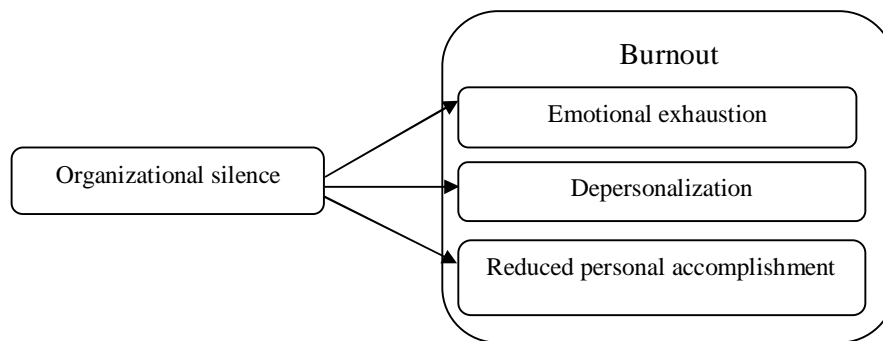 Burnout
Emotional exhaustion
Organizational silence
Depersonalization
Reduced personal accomplishment